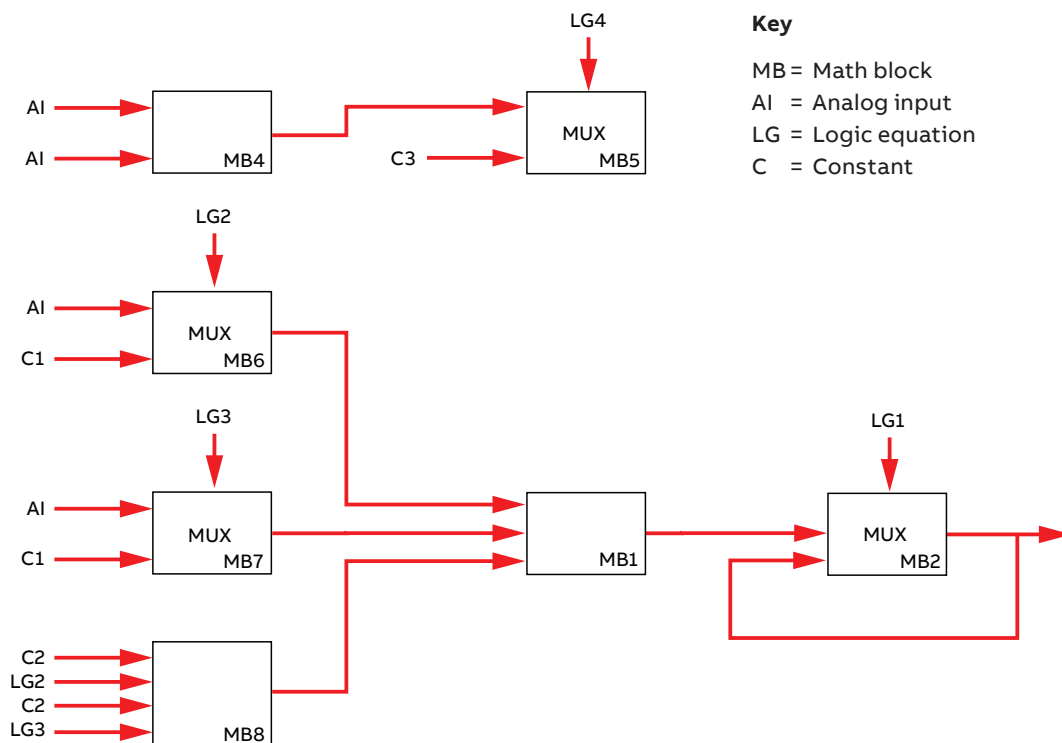 LG4
Key
MB = Math block
AI = Analog input
LG = Logic equation
C = Constant
AI
AI
MB4
C3
MUX
MB5
LG2
AI
C1
MUX
MB6
LG3
AI
C1
MUX
MB7
MB1
LG1
MUX
MB2
C2
LG2
C2
LG3
MB8